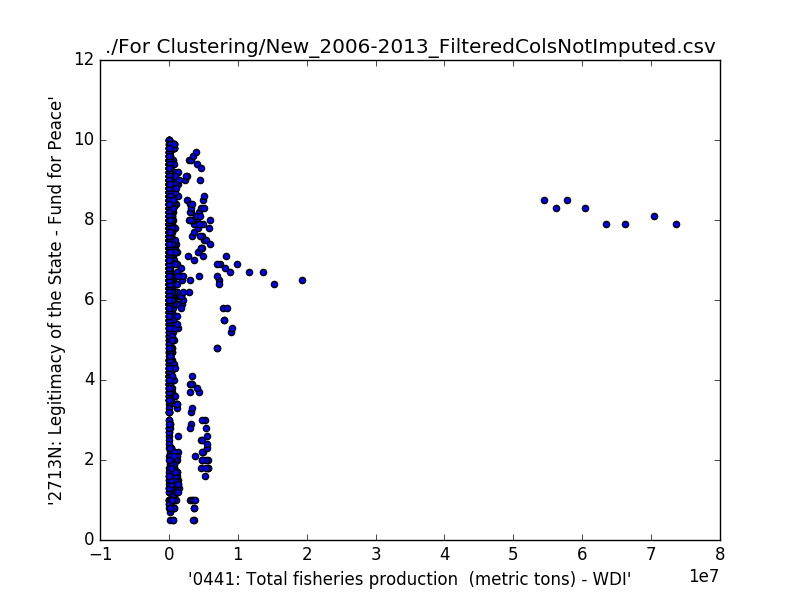 ./For Clustering/New_2006-2013_FilteredColsNotImputed.csv
12
10
8
6
4
2
0
'2713N: Legitimacy of the State - Fund for Peace'
−1 0 1 2 3 4 5 6 7 8
1e7
'0441: Total fisheries production  (metric tons) - WDI'